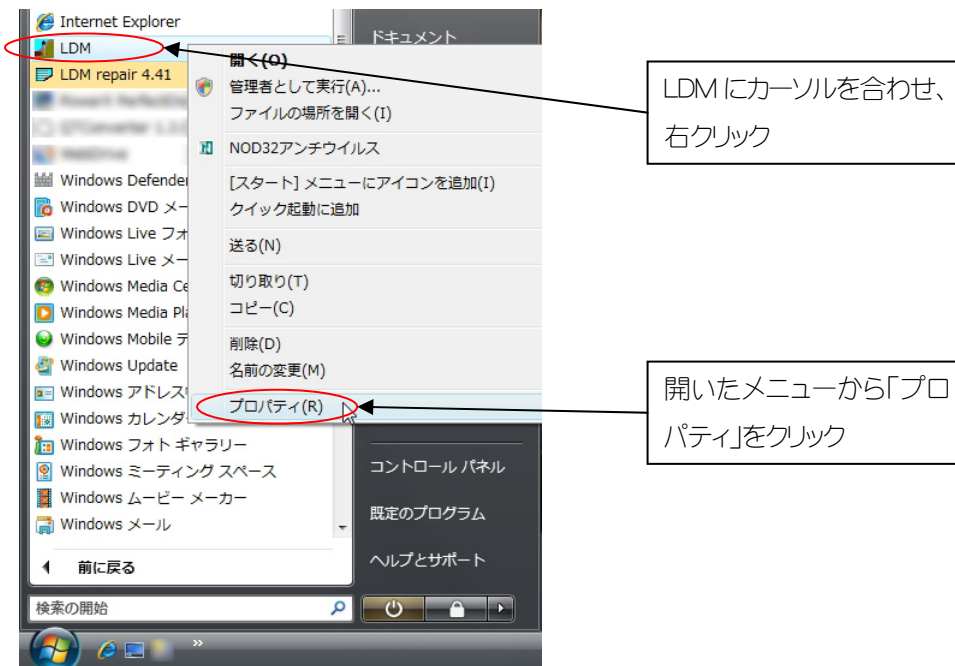 Internet Explorer
LDM
LDM repair 4.41
Windows Defender
Windows DVD メー
Windows Live フォ
Windows Live メー
Windows Media Ce
Windows Media Pla
Windows Mobile デ
Windows Update
Windows アドレス
Windows カレンダー
Windows フォト ギャラリー
Windows ミーティング スペース
Windows ムービー メーカー
Windows メール
前に戻る
検索の開始
開く(O)
管理者として実行(A)...
ファイルの場所を開く(I)
NOD32アンチウイルス
[スタート] メニューにアイコンを追加(I)
クイック起動に追加
送る(N)
切り取り(T)
コピー(C)
削除(D)
名前の変更(M)
プロパティ(R)
ドキュメント
コントロール パネル
既定のプログラム
ヘルプとサポート
LDM にカーソルを合わせ、
右クリック
開いたメニューから「プロ
パティ」をクリック